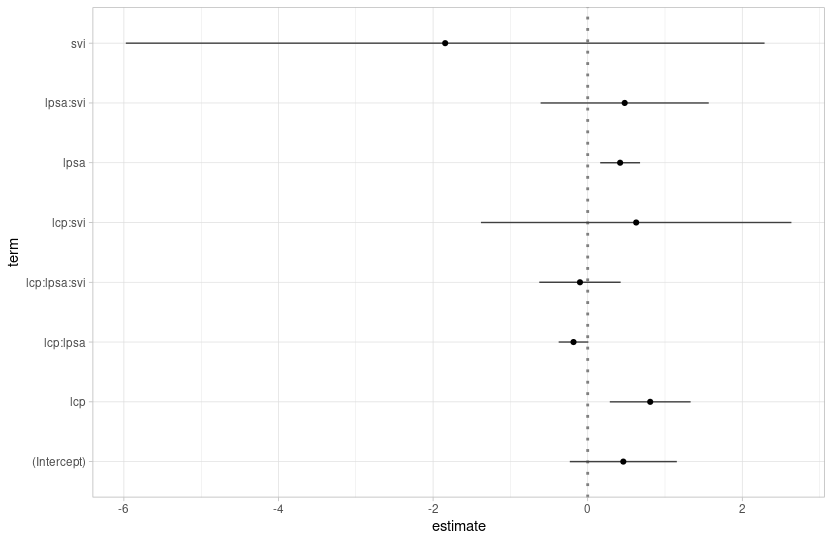 term
svi
lpsa:svi
lpsa
lcp:svi
lcp:lpsa:svi
lcp:lpsa
lcp
(Intercept)
-6 -4 -2 0 2
estimate